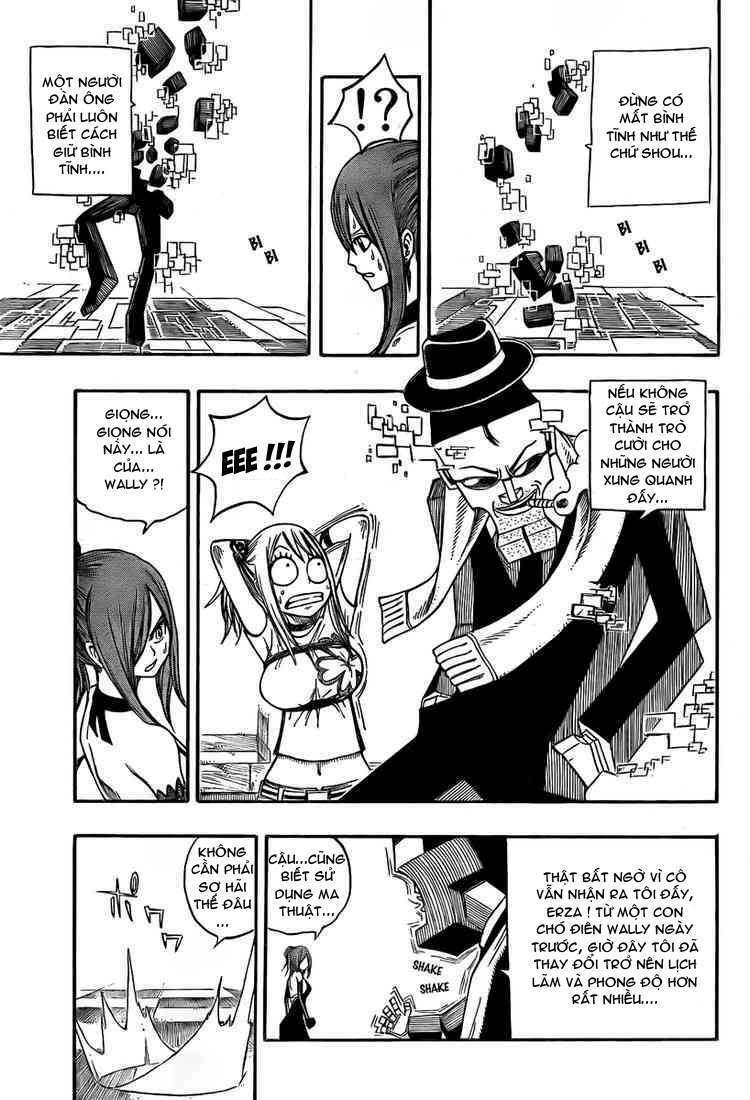 ĐỪNG CÓ
MẤT BÌNH
TĨNH NHƯ THẾ
CHỨ SHOU...
BI
BI
!?
MỘT NGƯỜI
ĐÀN ÔNG
PHẢI LUÔN
BIẾT CÁCH
GIỮ BÌNH
TĨNH....
BI
BI
NẾU KHÔNG
CẬU SẼ TRỞ
THÀNH TRÒ
CƯỜI CHO
NHỮNG NGƯỜI
XUNG QUANH
ĐẤY...
EEE !!!
GIỌNG...
GIỌNG NÓI
NÀY... LÀ
CỦA...
WALLY ?!
THẬT BẤT NGỜ VÌ CÔ
VẪN NHẬN RA TÔI ĐẤY,
ERZA ! TỪ MỘT CON
CHÓ ĐIÊN WALLY NGÀY
TRƯỚC, GIỜ ĐÂY TÔI ĐÃ
THAY ĐỔI TRỞ NÊN LỊCH
LÃM VÀ PHONG ĐỘ HƠN
RẤT NHIỀU....
SHAKE
SHAKE
CẬU...CŨNG
BIẾT SỬ
DỤNG MA
THUẬT...
KHÔNG
CẦN PHẢI
SỢ HÃI
THẾ ĐÂU
...